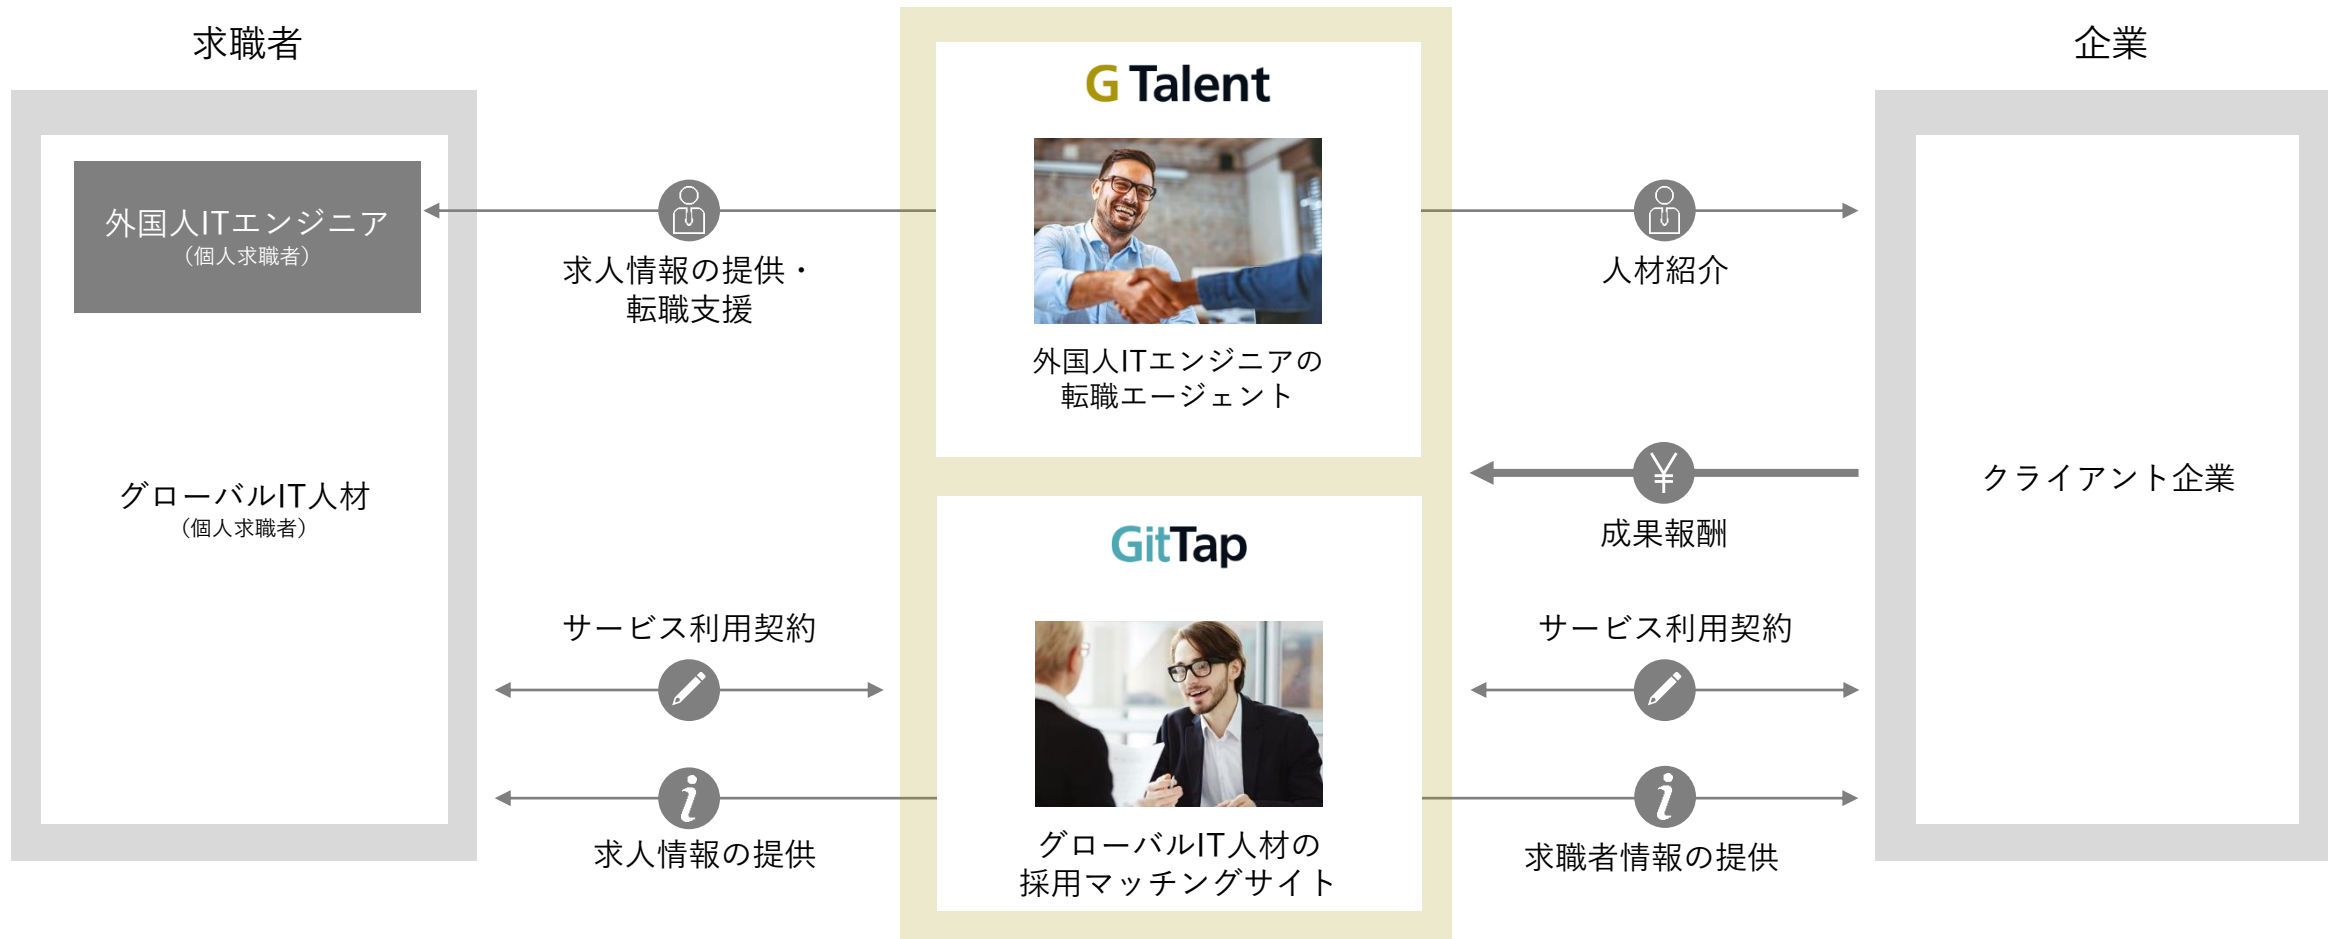 求職者
外国人ITエンジニア
（個人求職者）
グローバルIT人材
（個人求職者）
求人情報の提供・
転職支援
サービス利用契約
求人情報の提供
G Talent
外国人ITエンジニアの
転職エージェント
GitTap
グローバルIT人材の
採用マッチングサイト
人材紹介
¥
成果報酬
サービス利用契約
i
求職者情報の提供
i
企業
クライアント企業